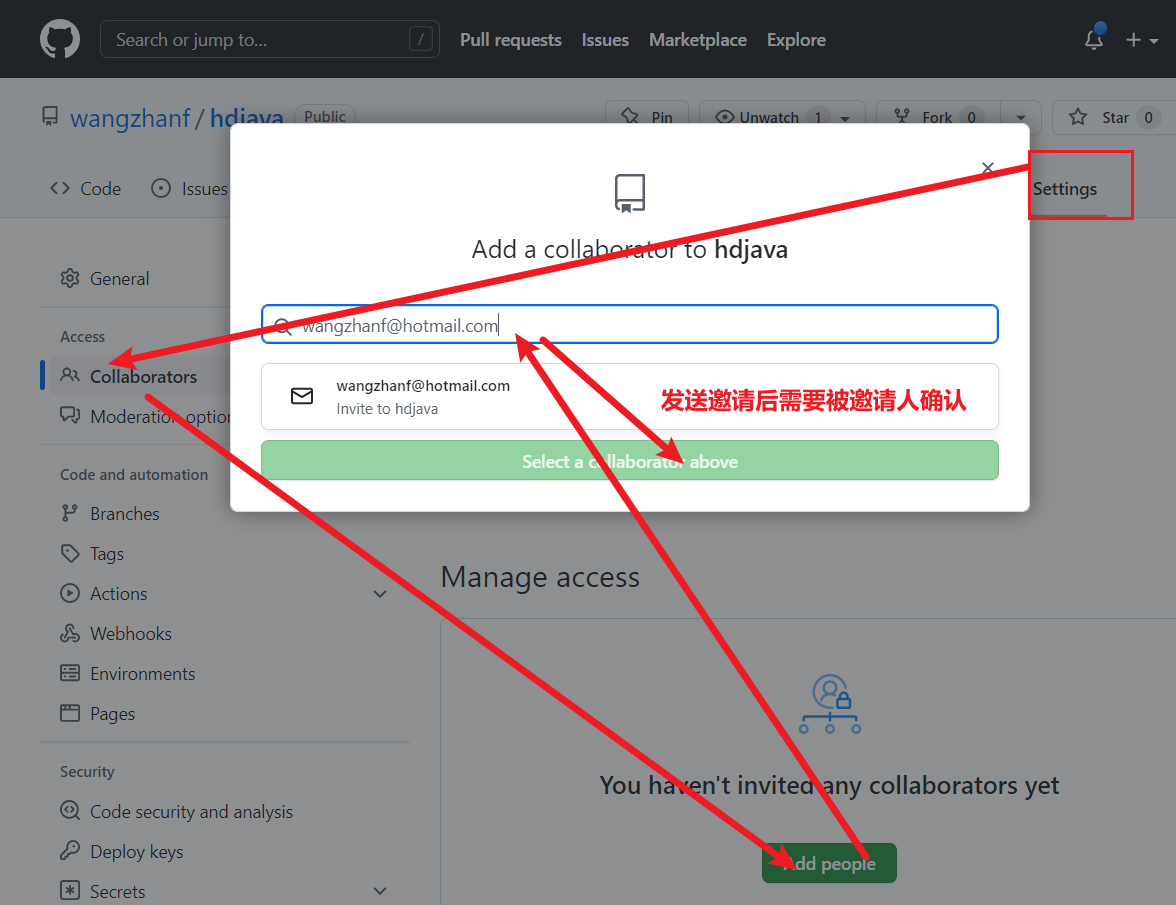 Search or jump to... /
Pull requests Issues Marketplace Explore
wangzhanf / hdjava Public
Pin Unwatch 1 Fork 0 Star 0
Code Issues Settings
Add a collaborator to hdjava
wangzhanf@hotmail.com
wangzhanf@hotmail.com
Invite to hdjava
发送邀请后需要被邀请人确认
Select a collaborator above
General
Access
Collaborators
Moderation option
Code and automation
Branches
Tags
Actions
Webhooks
Environments
Pages
Security
Code security and analysis
Deploy keys
Secrets
Manage access
You haven't invited any collaborators yet
Add people